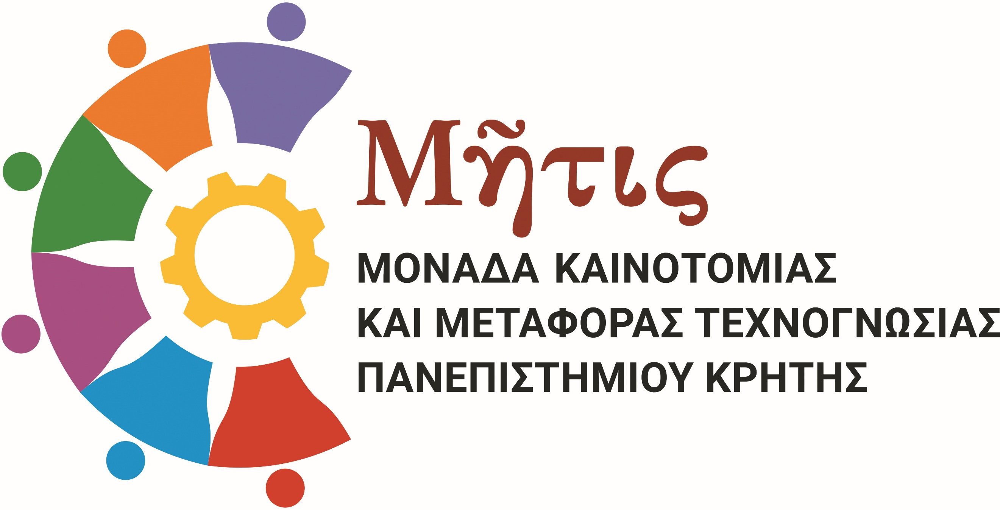 Μῆτις
ΜΟΝΑΔΑ ΚΑΙΝΟΤΟΜΙΑΣ
ΚΑΙ ΜΕΤΑΦΟΡΑΣ ΤΕΧΝΟΓΝΩΣΙΑΣ
ΠΑΝΕΠΙΣΤΗΜΙΟΥ ΚΡΗΤΗΣ